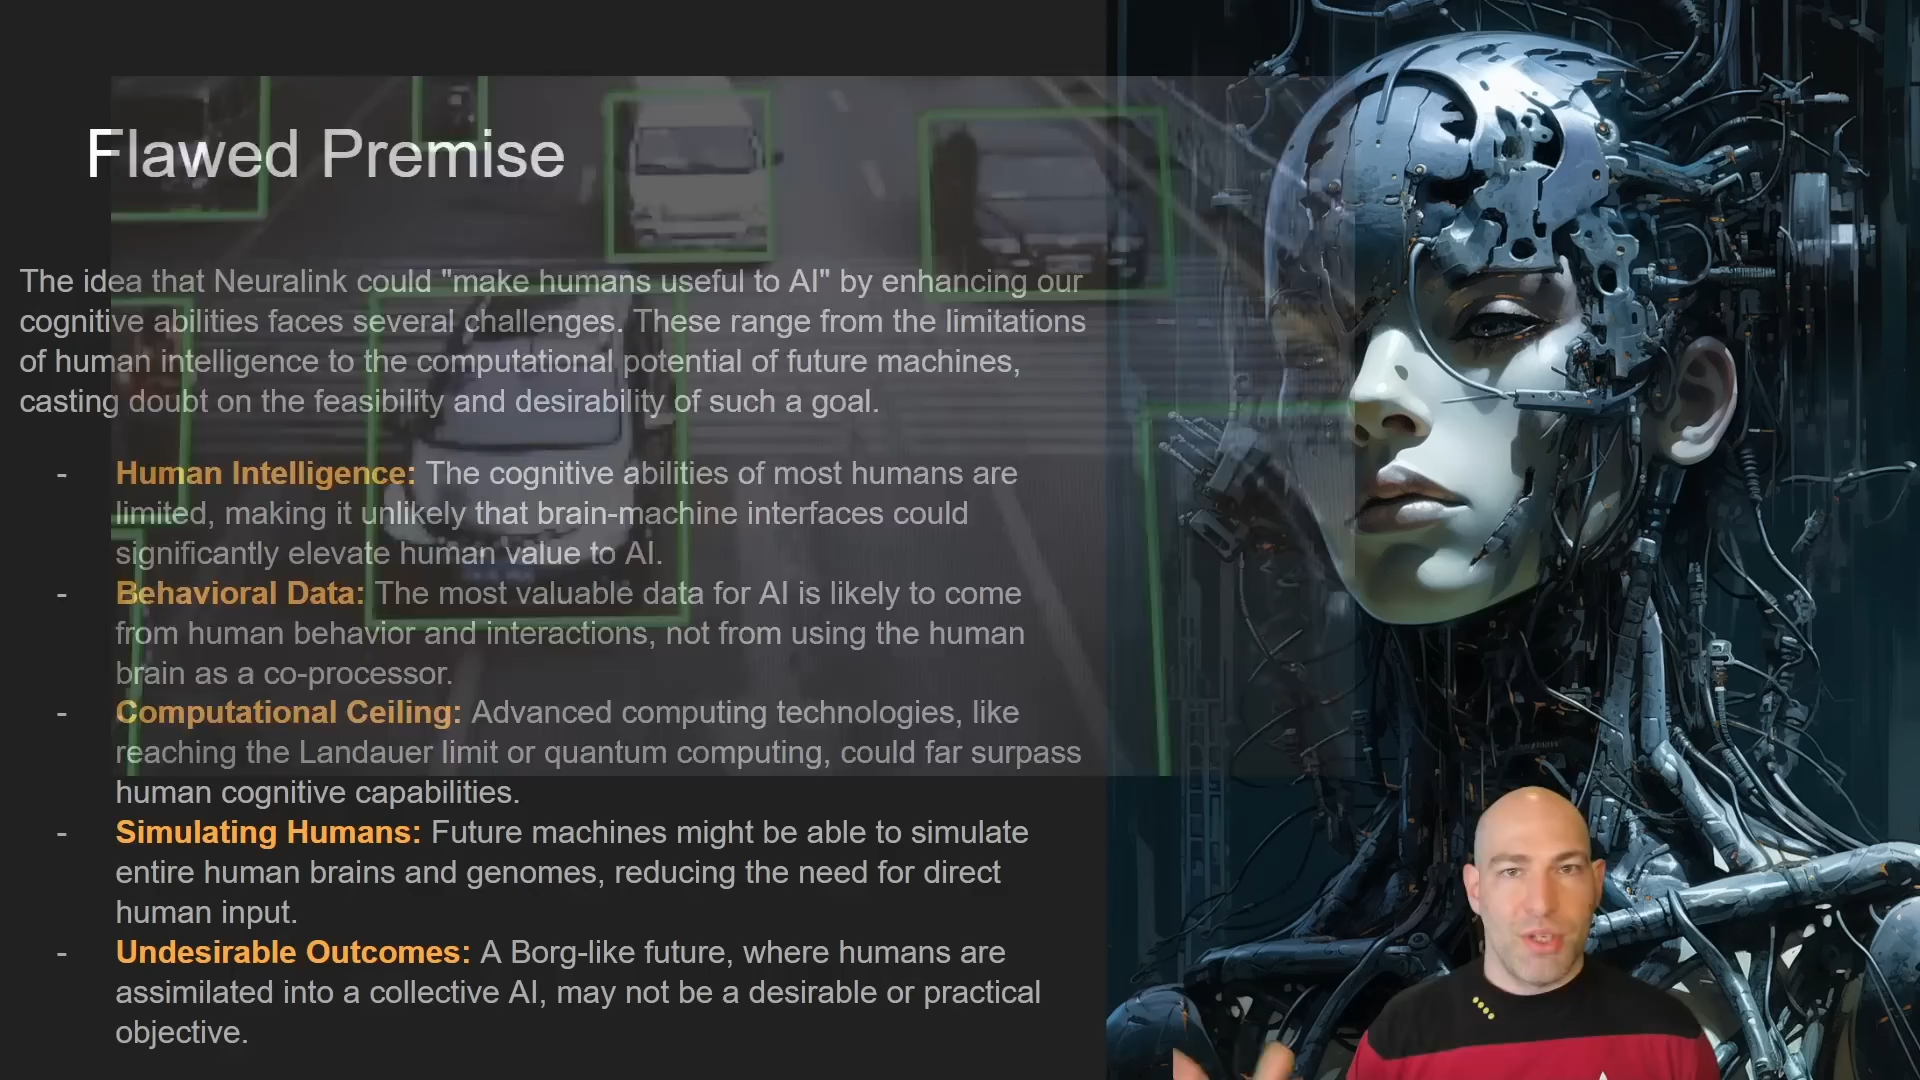 Flawed Premise
The idea that Neuralink could "make humans useful to AI" by enhancing our
cognitive abilities faces several challenges. These range from the limitations
of human intelligence to the computational potential of future machines,
casting doubt on the feasibility and desirability of such a goal.
- Human Intelligence: The cognitive abilities of most humans are
limited, making it unlikely that brain-machine interfaces could
significantly elevate human value to AI.
- Behavioral Data: The most valuable data for AI is likely to come
from human behavior and interactions, not from using the human
brain as a co-processor.
- Computational Ceiling: Advanced computing technologies, like
reaching the Landauer limit or quantum computing, could far surpass
human cognitive capabilities.
- Simulating Humans: Future machines might be able to simulate
entire human brains and genomes, reducing the need for direct
human input.
- Undesirable Outcomes: A Borg-like future, where humans are
assimilated into a collective AI, may not be a desirable or practical
objective.